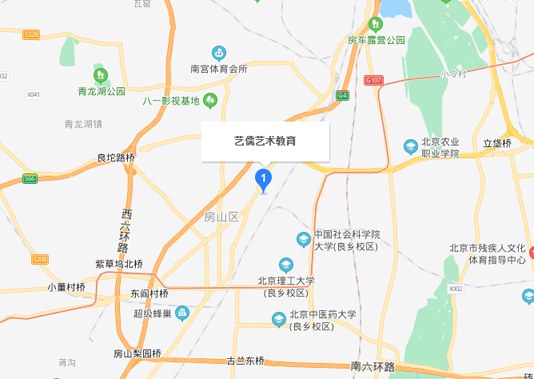 瓦窑
S328
房车露营公园
南宫体育会所
G107
小令村
032
青龙湖公园
X041
八一影视基地
G4
青龙湖镇
艺儒艺术教育
北京农业
职业学院
立垡桥
良坨路桥
S66
1
西六环路
房山区
中国社会科学院
大学(良乡校区)
北京市残疾人文化
体育指导中心
S208
紫草坞北桥
北京理工大学
(良乡校区)
小董村桥
东阎村桥
X002
超级蜂巢
北京中医药大学
(良乡校区)
房山梨园桥
蒋沟
古兰东桥
南六环路